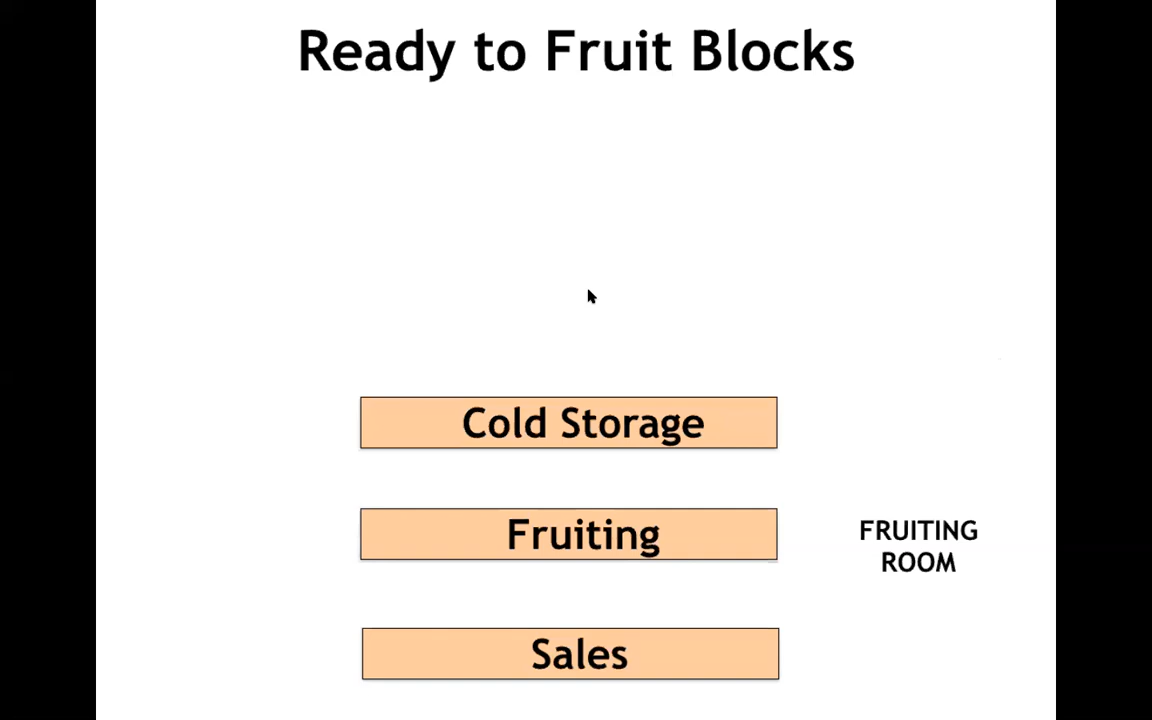 Ready to Fruit Blocks
Cold Storage
Fruiting
FRUITING
ROOM
Sales